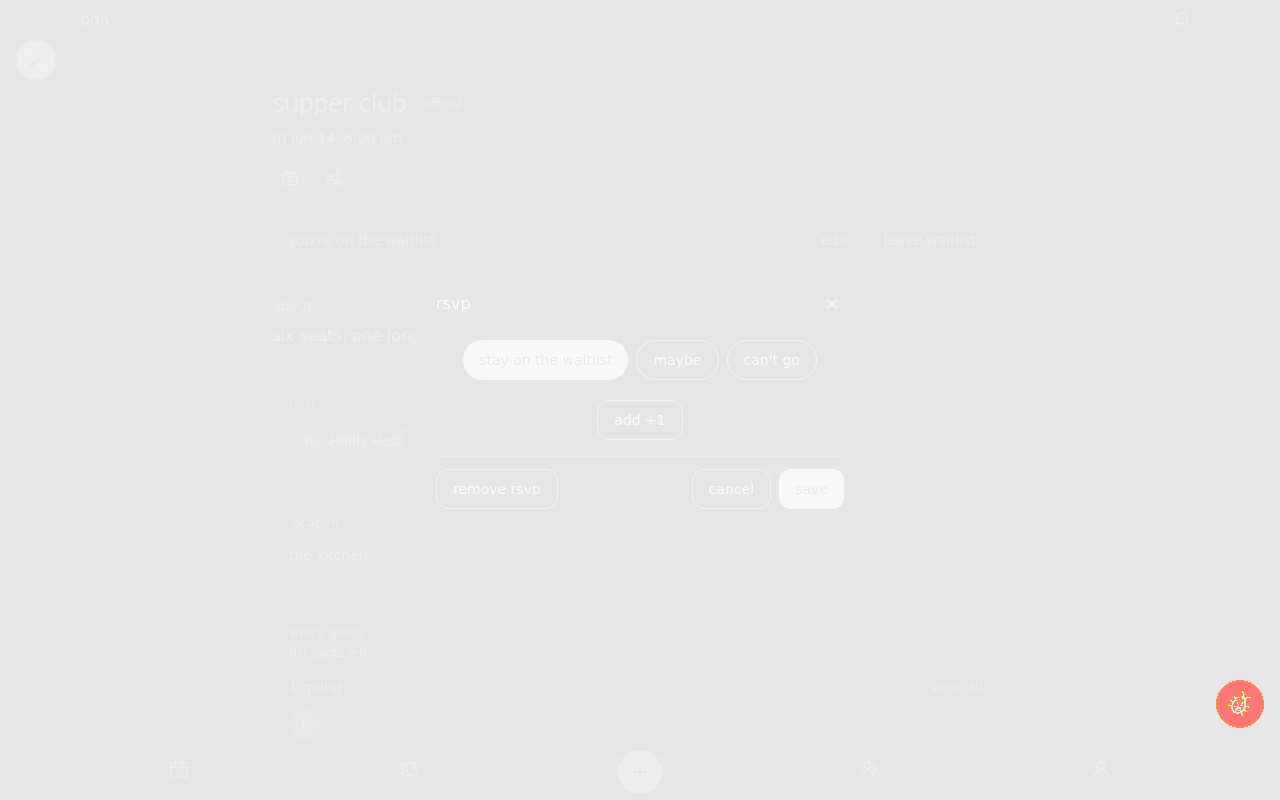 pda
supper club official
fri jun 14, 6:00 pm
you're on the waitlist edit leave waitlist
about
six seats, one long
rsvp ×
stay on the waitlist maybe can't go
add +1
remove rsvp cancel save
host
h Hollis Host
location
the kitchen
who's going
0/1 spots left
1 going view all